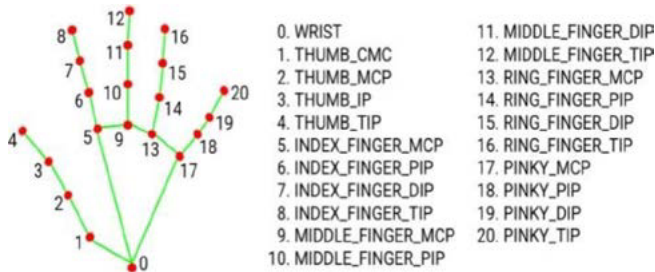 12
8
16
11
7
15
20
6
10
14
19
4
5
9
13
18
3
17
2
1
0
0. WRIST
1. THUMB_CMC
2. THUMB_MCP
3. THUMB_IP
4. THUMB_TIP
5. INDEX_FINGER_MCP
6. INDEX_FINGER_PIP
7. INDEX_FINGER_DIP
8. INDEX_FINGER_TIP
9. MIDDLE_FINGER_MCP
10. MIDDLE_FINGER_PIP
11. MIDDLE_FINGER_DIP
12. MIDDLE_FINGER_TIP
13. RING_FINGER_MCP
14. RING_FINGER_PIP
15. RING_FINGER_DIP
16. RING_FINGER_TIP
17. PINKY_MCP
18. PINKY_PIP
19. PINKY_DIP
20. PINKY_TIP